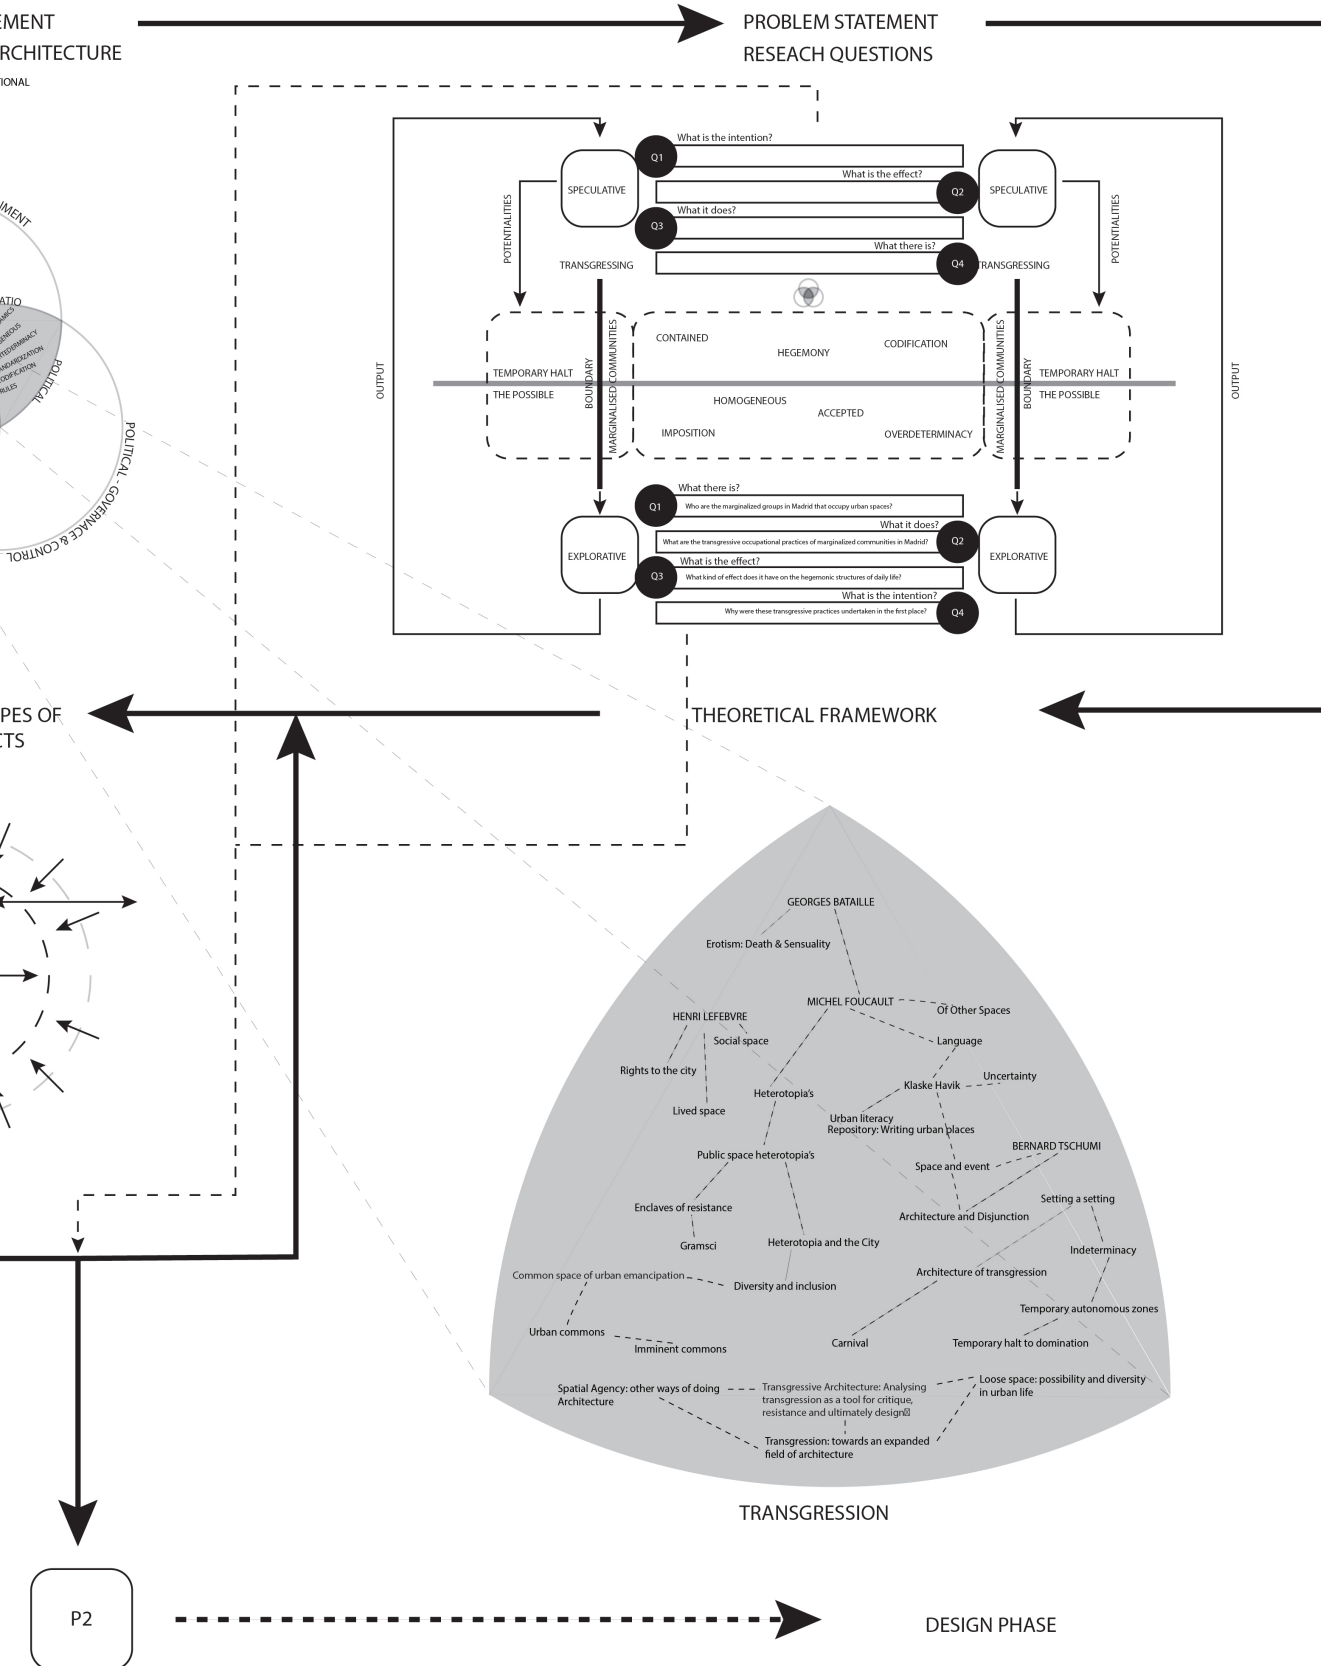 EMENT
RCHITECTURE
IONAL
PROBLEM STATEMENT
RESEACH QUESTIONS
What is the intention?
Q1
What is the effect?
Q2
What it does?
Q3
What there is?
Q4
SPECULATIVE
SPECULATIVE
POTENTIALITIES
POTENTIALITIES
TRANSGRESSING
TRANSGRESSING
OUTPUT
OUTPUT
CONTAINED
HEGEMONY
CODIFICATION
TEMPORARY HALT
THE POSSIBLE
BOUNDARY
MARGINALISED COMMUNITIES
HOMOGENEOUS
ACCEPTED
IMPOSITION
OVERDETERMINACY
MARGINALISED COMMUNITIES
BOUNDARY
TEMPORARY HALT
THE POSSIBLE
What there is?
Q1
Who are the marginalized groups in Madrid that occupy urban spaces?
What it does?
Q2
What are the transgressive occupational practices of marginalized communities in Madrid?
What is the effect?
Q3
What kind of effect does it have on the hegemonic structures of daily life?
What is the intention?
Q4
Why were these transgressive practices undertaken in the first place?
EXPLORATIVE
EXPLORATIVE
IMENT
ATIO
AMICS
GENEOUS
TEDERMINACY
ANDARDIZATION
CODIFICATION
RULES
POLITICAL
POLITICAL - GOVERNACE & CONTROL
PES OF
CTS
THEORETICAL FRAMEWORK
GEORGES BATAILLE
Erotism: Death & Sensuality
MICHEL FOUCAULT
Of Other Spaces
HENRI LEFEBVRE
Social space
Language
Rights to the city
Uncertainty
Klaske Havik
Heterotopia's
Lived space
Urban literacy
Repository: Writing urban places
BERNARD TSCHUMI
Public space heterotopia's
Space and event
Setting a setting
Enclaves of resistance
Architecture and Disjunction
Gramsci
Heterotopia and the City
Indeterminacy
Common space of urban emancipation
Architecture of transgression
Diversity and inclusion
Temporary autonomous zones
Urban commons
Imminent commons
Carnival
Temporary halt to domination
Spatial Agency: other ways of doing
Architecture
Transgressive Architecture: Analysing
transgression as a tool for critique,
resistance and ultimately design
Loose space: possibility and diversity
in urban life
Transgression: towards an expanded
field of architecture
TRANSGRESSION
P2
DESIGN PHASE